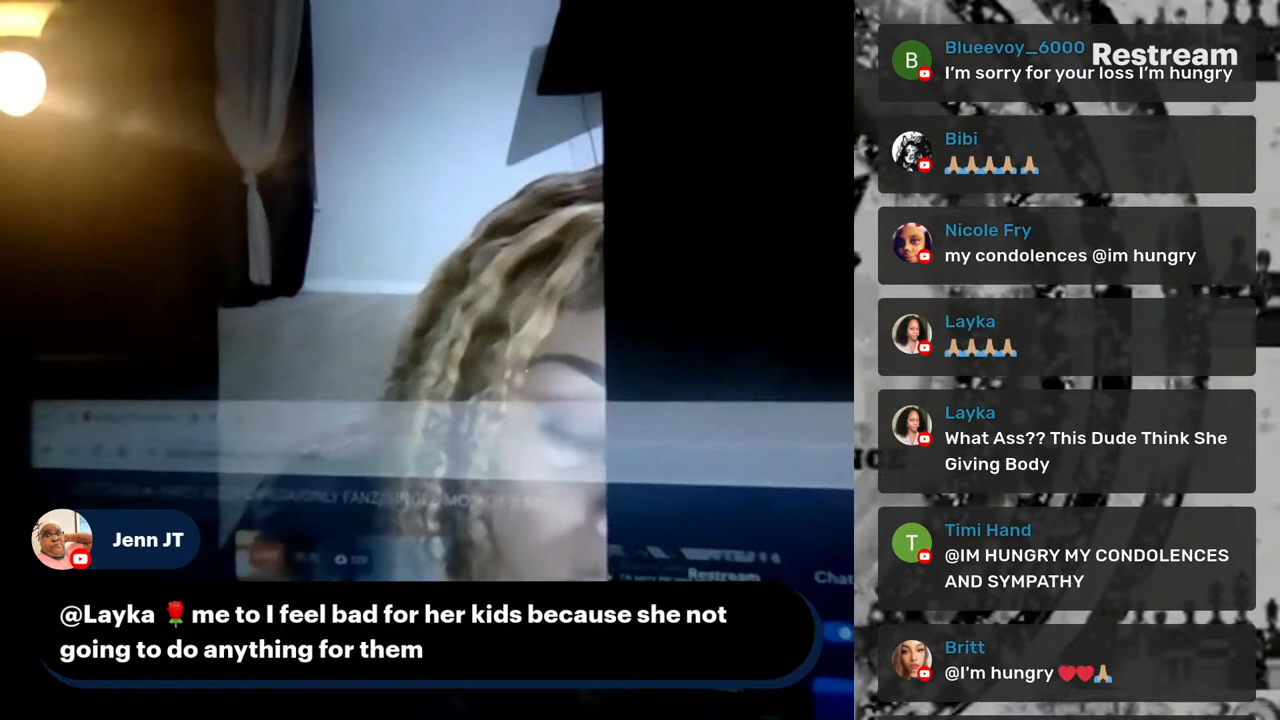 Blueevoy_6000
Restream
I'm sorry for your loss I'm hungry
Bibi
🙏🏽🙏🏽🙏🏽🙏🏽 🙏🏽
Nicole Fry
my condolences @im hungry
Layka
🙏🏽🙏🏽🙏🏽🙏🏽
Layka
What Ass?? This Dude Think She
Giving Body
Timi Hand
@IM HUNGRY MY CONDOLENCES
AND SYMPATHY
Britt
@I'm hungry ❤️❤️🙏🏽
Restream
Chat
Jenn JT
@Layka 🌹me to I feel bad for her kids because she not
going to do anything for them
B
T